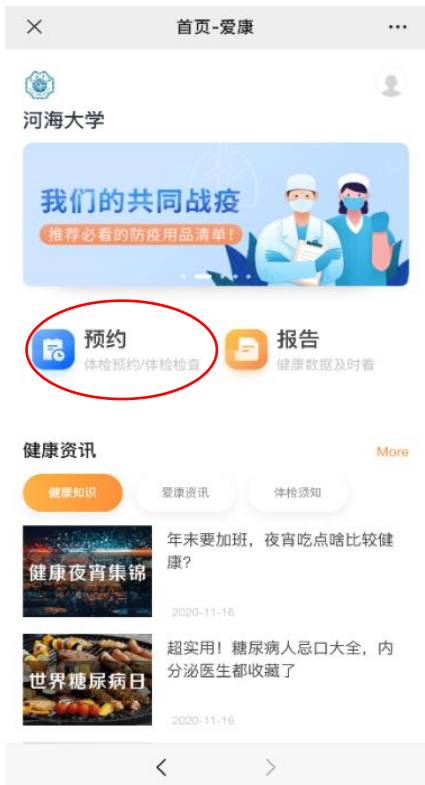 首页-爱康
河海大学
我们的共同战疫
推荐必看的防疫用品清单!
预约
体检预约/体检检查
报告
健康数据及时看
健康资讯
More
健康知识
爱康资讯
体检须知
健康夜宵集锦
年末要加班，夜宵吃点啥比较健
康?
2020-11-16
世界糖尿病日
超实用！糖尿病人忌口大全，内
分泌医生都收藏了
2020-11-16